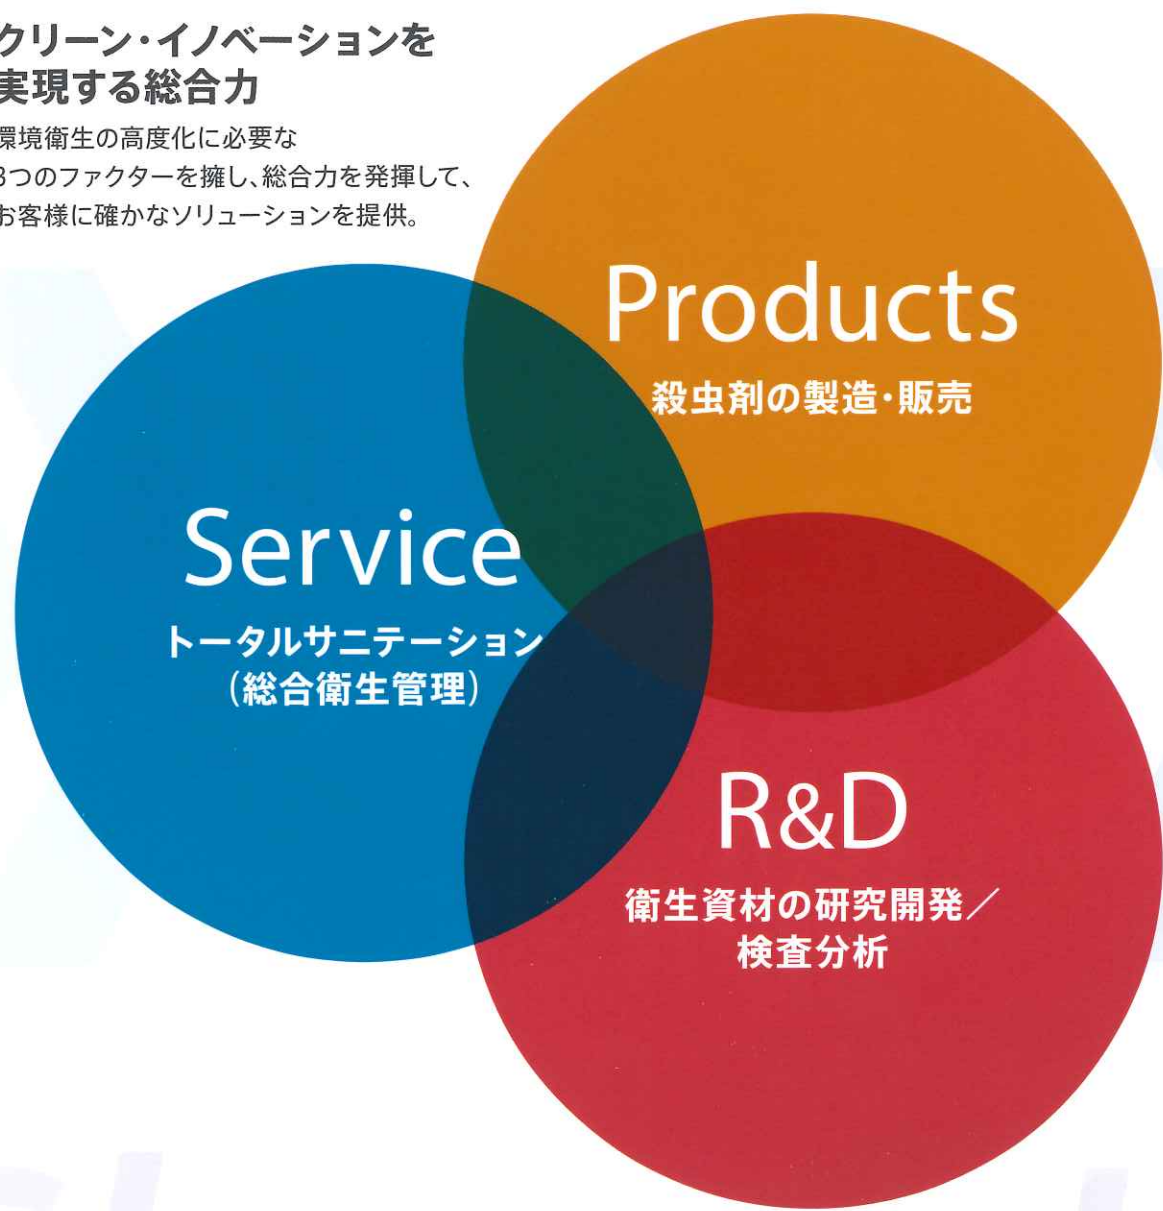 クリーン・イノベーションを
実現する総合力
環境衛生の高度化に必要な
3つのファクターを擁し、総合力を発揮して、
お客様に確かなソリューションを提供。
Products
殺虫剤の製造・販売
Service
トータルサニテーション
(総合衛生管理)
R&D
衛生資材の研究開発／
検査分析